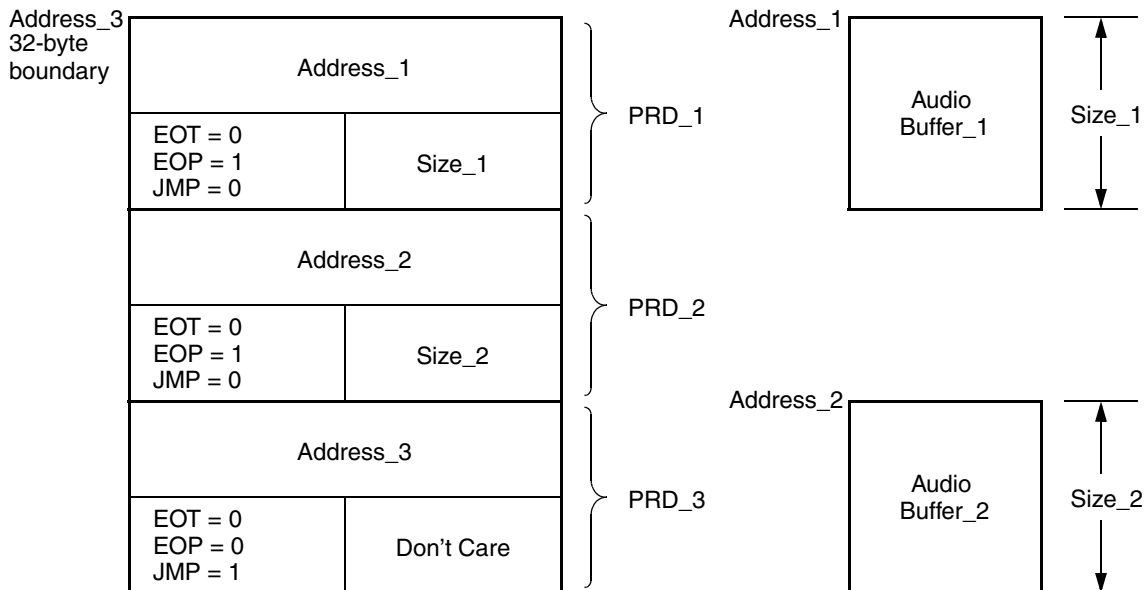 Address_3
32-byte
boundary
Address_1
EOT = 0
EOP = 1
JMP = 0
Size_1
PRD_1
Address_2
EOT = 0
EOP = 1
JMP = 0
Size_2
PRD_2
Address_3
EOT = 0
EOP = 0
JMP = 1
Don't Care
PRD_3
Address_1
Audio
Buffer_1
Size_1
Address_2
Audio
Buffer_2
Size_2